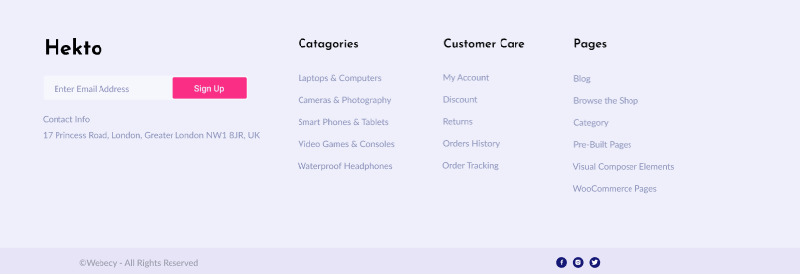 Hekto
Enter Email Address
Sign Up
Contact Info
17 Princess Road, London, Greater London NW1 8JR, UK
Catagories
Laptops & Computers
Cameras & Photography
Smart Phones & Tablets
Video Games & Consoles
Waterproof Headphones
Customer Care
My Account
Discount
Returns
Orders History
Order Tracking
Pages
Blog
Browse the Shop
Category
Pre-Built Pages
Visual Composer Elements
WooCommerce Pages
©Webecy - All Rights Reserved